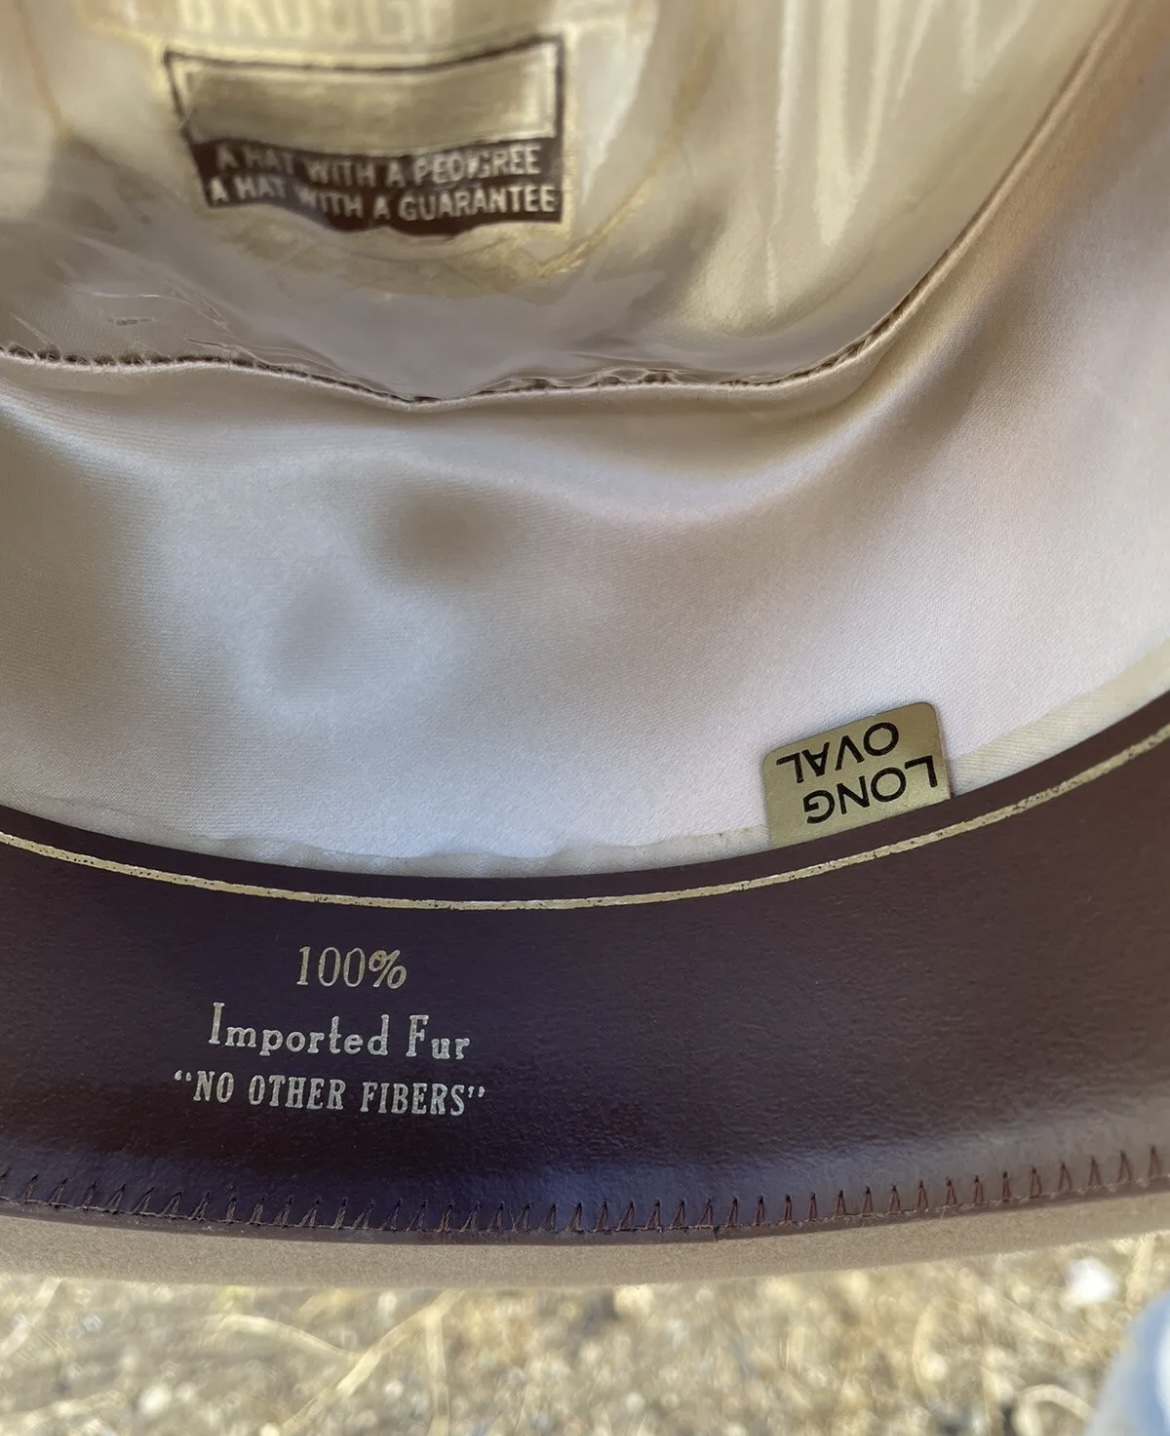 A HAT WITH A PEDIGREE
A HAT WITH A GUARANTEE
LONG
OVAL
100%
Imported Fur
“NO OTHER FIBERS”